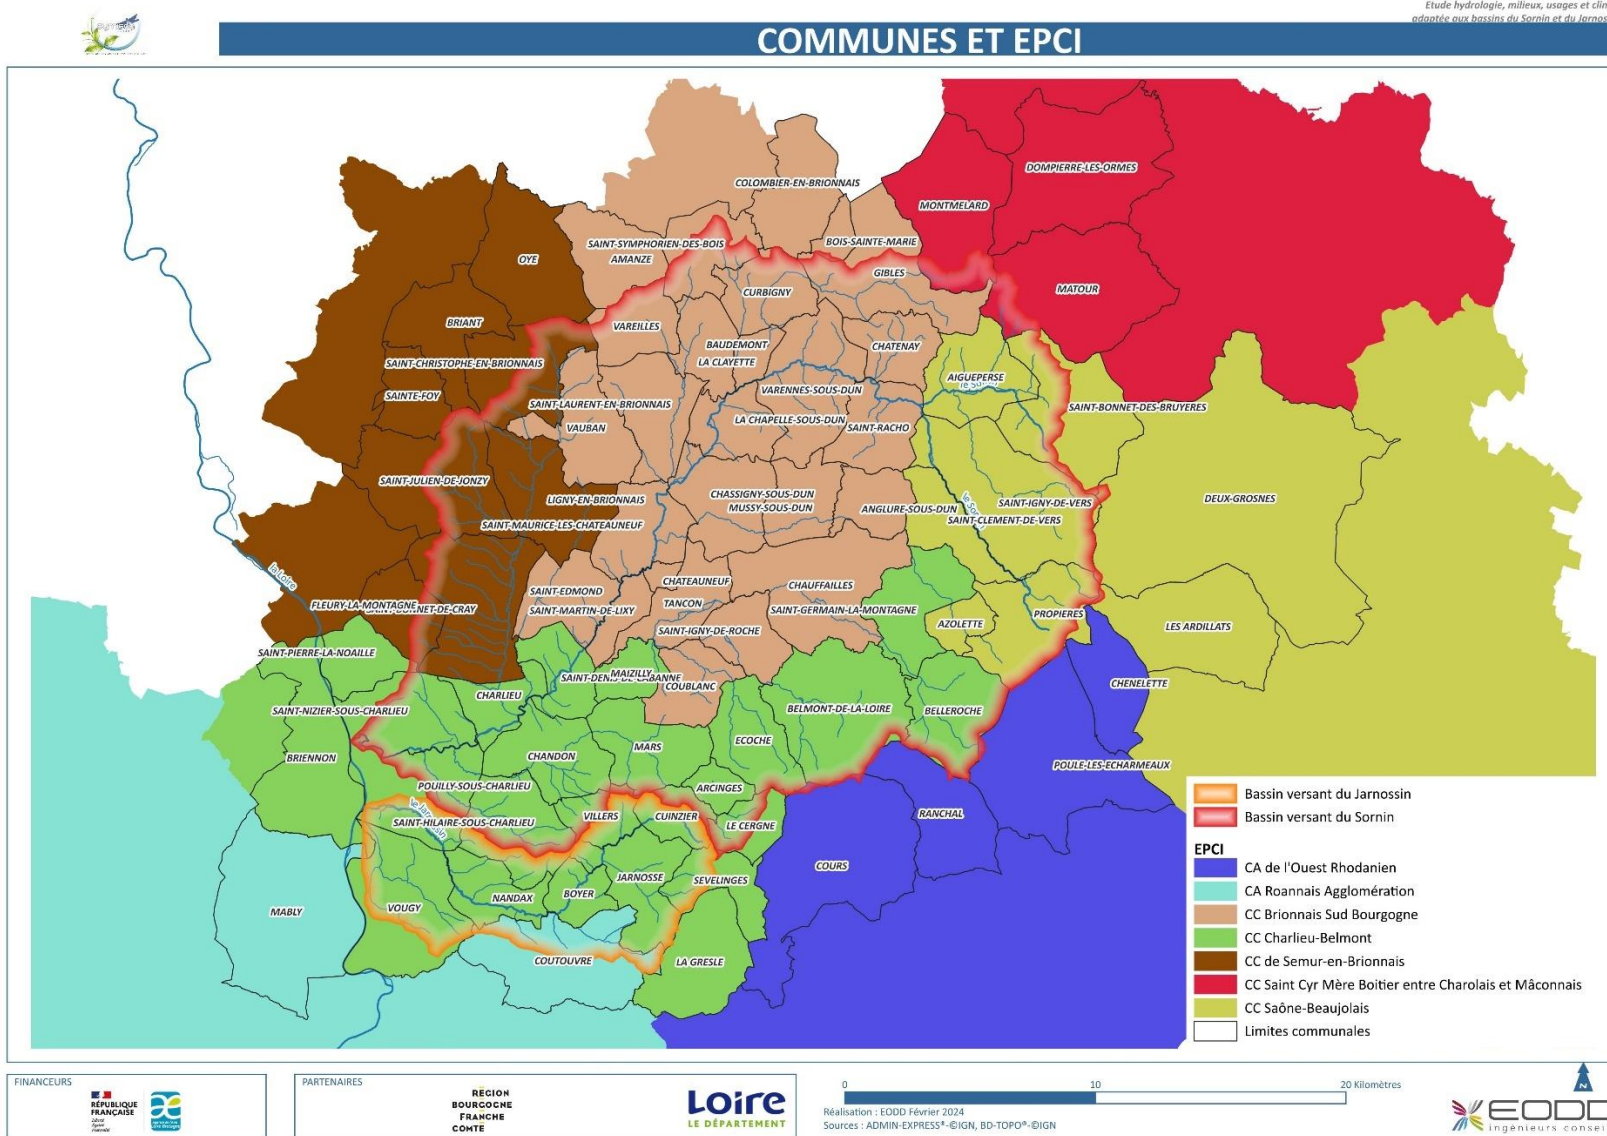 Etude hydrologie, milieux, usages et
adaptée aux bassins du Sornin et du
COMMUNES ET EPCI
COLOMBIER-EN-BRIONNAIS
DOMPIERRE-LES-ORMES
MONTMELARD
SAINT-SYMPHORIEN-DES-BOIS
BOIS-SAINTE-MARIE
OYE
AMANZE
GIBLES
CURBIGNY
MATOUR
BRIANT
VAREILLES
BAUDEMONT
CHATENAY
LA CLAYETTE
SAINT-CHRISTOPHE-EN-BRIONNAIS
AIGUEPERSE
SAINTE-FOY
VARENNES-SOUS-DUN
SAINT-LAURENT-EN-BRIONNAIS
SAINT-BONNET-DES-BRUYERES
VAUBAN
LA CHAPELLE-SOUS-DUN
SAINT-RACHO
SAINT-JULIEN-DE-JONZY
LIGNY-EN-BRIONNAIS
CHASSIGNY-SOUS-DUN
DEUX-GROSNES
SAINT-IGNY-DE-VERS
MUSSY-SOUS-DUN
ANGLURE-SOUS-DUN
le
SAINT-MAURICE-LES-CHATEAUNEUF
SAINT-CLEMENT-DE-VERS
la Loire
CHATEAUNEUF
CHAUFFAILLES
SAINT-EDMOND
FLEURY-LA-MONTAGNE
SAINT-MARTIN-DE-LIXY
TANCON
SAINT-GERMAIN-LA-MONTAGNE
PROPIERES
AZOLETTE
LES ARDILLATS
SAINT-IGNY-DE-ROCHE
SAINT-PIERRE-LA-NOAILLE
MAIZILLY
COUBLANC
CHENELETTE
CHARLIEU
SAINT-NIZIER-SOUS-CHARLIEU
BELMONT-DE-LA-LOIRE
BELLEROCHE
MARS
ECOCHE
BRIENNON
CHANDON
POULE-LES-ECHARMEAUX
POUILLY-SOUS-CHARLIEU
ARCINGES
RANCHAL
SAINT-HILAIRE-SOUS-CHARLIEU
VILLERS
CUINZIER
LE CERGNE
COURS
JARNOSSE
SEVELINGES
NANDAX
BOYER
VOUGY
MABLY
COUTOUVRE
LA GRESLE
Bassin versant du Jarnossin
Bassin versant du Sornin
EPCI
CA de l'Ouest Rhodanien
CA Roannais Agglomération
CC Brionnais Sud Bourgogne
CC Charlieu-Belmont
CC de Semur-en-Brionnais
CC Saint Cyr Mère Boitier entre Charolais et Mâconnais
CC Saône-Beaujolais
Limites communales
FINANCEURS
RÉPUBLIQUE
FRANÇAISE
PARTENAIRES
REGION
BOURGOGNE
FRANCHE
COMTE
Loire
LE DÉPARTEMENT
0 10 20 Kilomètres
Réalisation : EODD Février 2024
Sources : ADMIN-EXPRESS®-©IGN, BD-TOPO®-©IGN
N
EODD
ingénieurs conseil